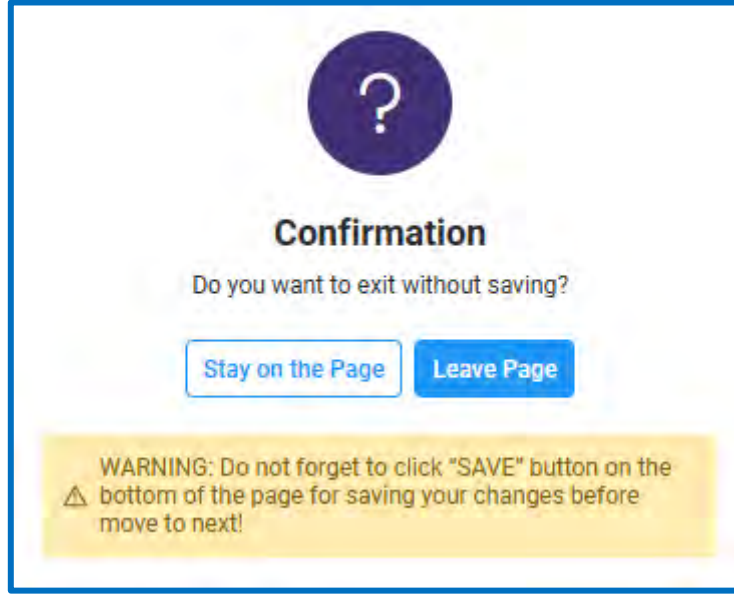 ?
Confirmation
Do you want to exit without saving?
Stay on the Page
Leave Page
WARNING: Do not forget to click "SAVE" button on the
bottom of the page for saving your changes before
move to next!